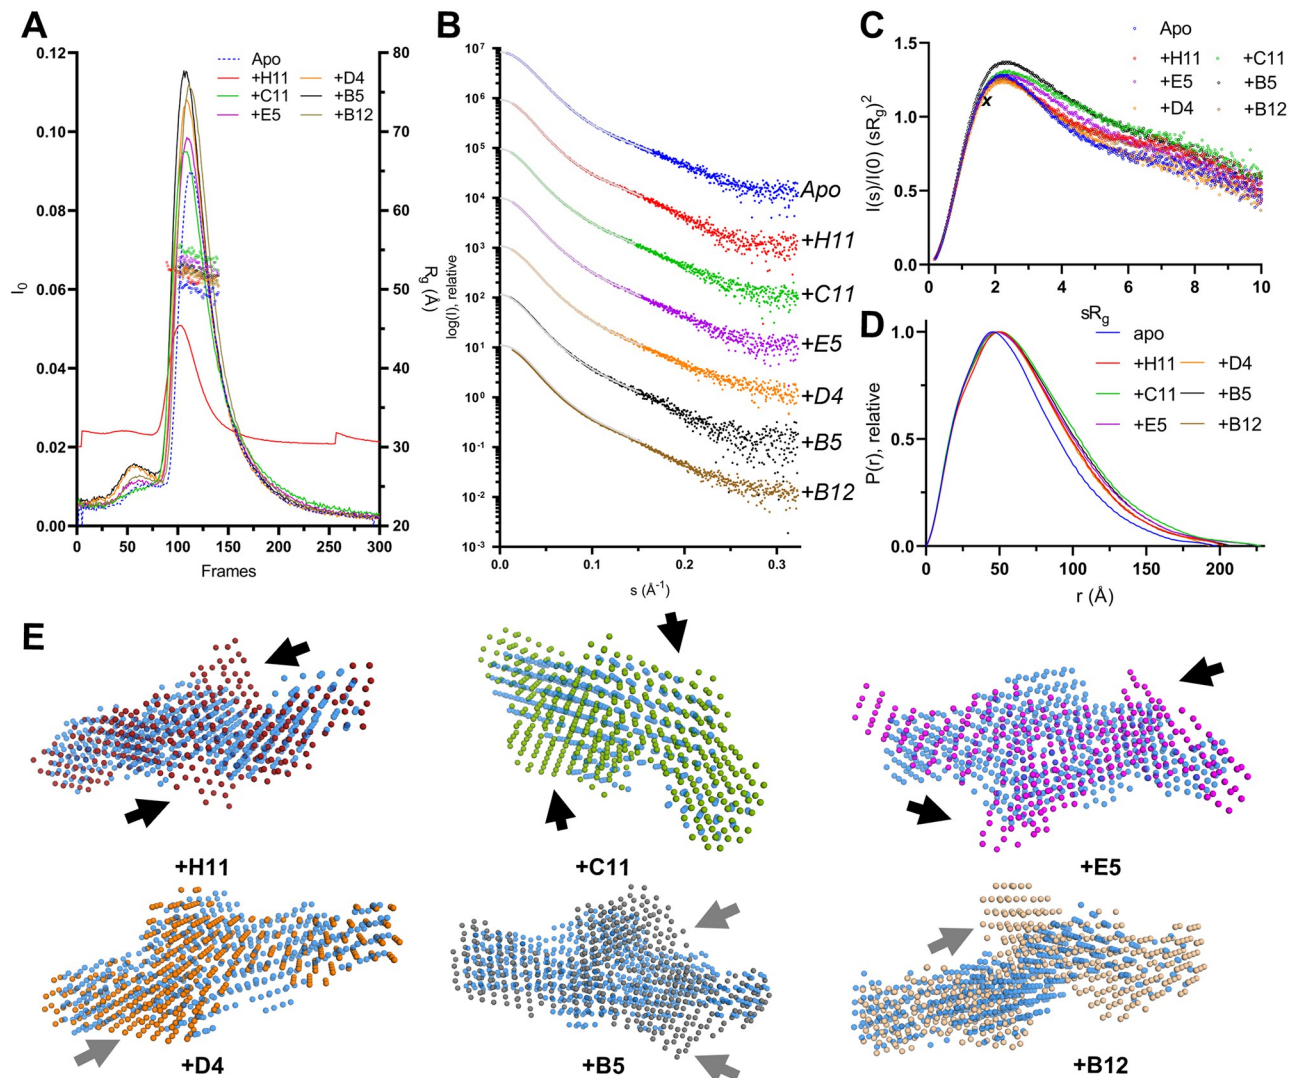 A
0.12
0.10
0.08
0.06
0.04
0.02
0.00
I0
80
70
60
50
40
30
20
Rg (Å)
0
50
100
150
200
250
300
Frames
Apo
+H11
+D4
+C11
+B5
+E5
+B12
B
10^7
10^6
10^5
10^4
10^3
10^2
10^1
10^0
10^-1
10^-2
10^-3
log(I), relative
0.0
0.1
0.2
0.3
s (Å^-1)
Apo
+H11
+C11
+E5
+D4
+B5
+B12
C
1.5
1.0
0.5
0.0
I(s)/I(0) (sRg)^2
x
0
2
4
6
8
10
sRg
Apo
+H11
+C11
+E5
+B5
+D4
+B12
D
1.0
0.5
0.0
P(r), relative
0
50
100
150
200
r (Å)
apo
+H11
+D4
+C11
+B5
+E5
+B12
E
+H11
+C11
+E5
+D4
+B5
+B12